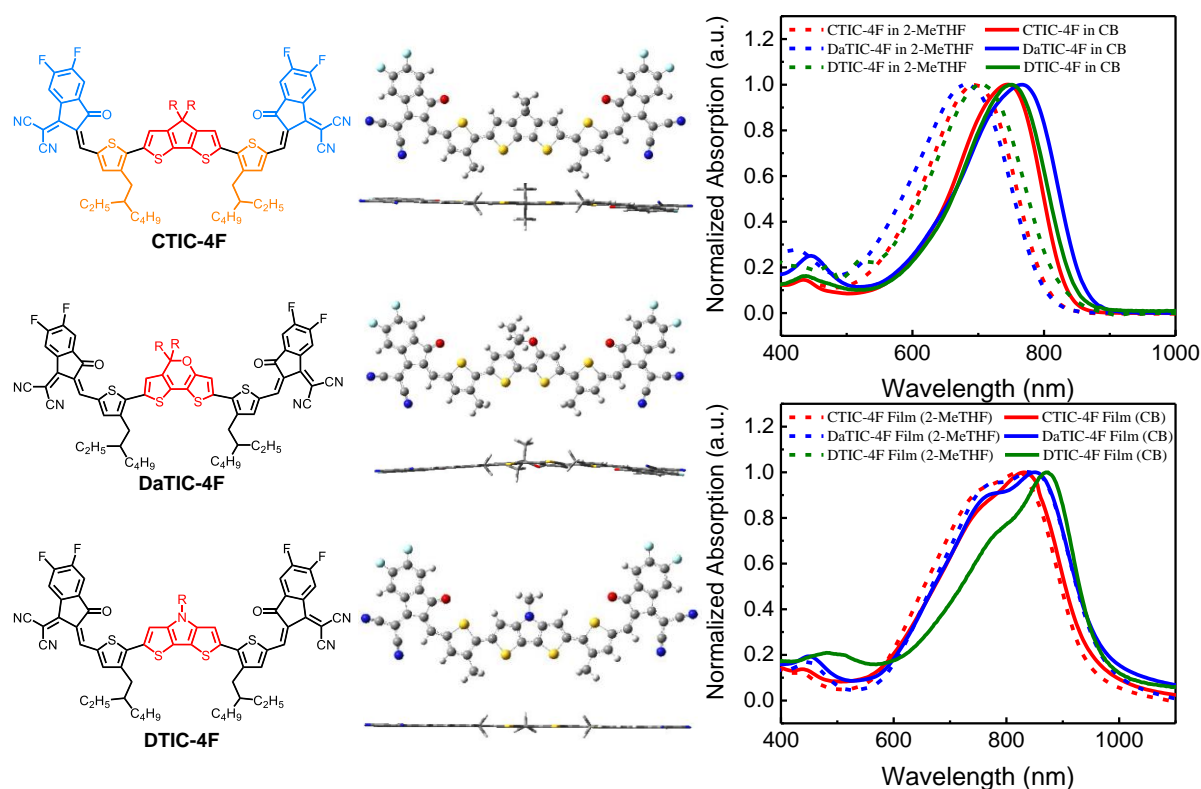 F
F
NC
CN
O
S
R R
S
S
S
O
F
F
CN
CN
C2H5
C4H9
C4H9
C2H5
CTIC-4F
F
F
NC
CN
O
S
R
R
O
S
S
S
O
F
F
CN
NC
C2H5
C4H9
C4H9
C2H5
DaTIC-4F
F
F
NC
CN
O
S
R
N
S
S
S
O
F
F
CN
CN
C2H5
C4H9
C4H9
C2H5
DTIC-4F
Normalized Absorption (a.u.)
1.2
1.0
0.8
0.6
0.4
0.2
0.0
CTIC-4F in 2-MeTHF CTIC-4F in CB
DaTIC-4F in 2-MeTHF DaTIC-4F in CB
DTIC-4F in 2-MeTHF DTIC-4F in CB
400 600 800 1000
Wavelength (nm)
Normalized Absorption (a.u.)
1.2
1.0
0.8
0.6
0.4
0.2
0.0
CTIC-4F Film (2-MeTHF) CTIC-4F Film (CB)
DaTIC-4F Film (2-MeTHF) DaTIC-4F Film (CB)
DTIC-4F Film (2-MeTHF) DTIC-4F Film (CB)
400 600 800 1000
Wavelength (nm)